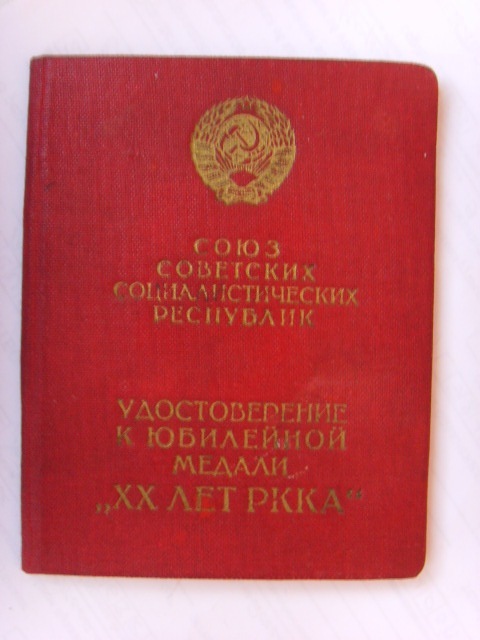 СОЮЗ
СОВЕТСКИХ
СОЦИАЛИСТИЧЕСКИХ
РЕСПУБЛИК
УДОСТОВЕРЕНИЕ
К ЮБИЛЕЙНОЙ
МЕДАЛИ
„XX ЛЕТ РККА“